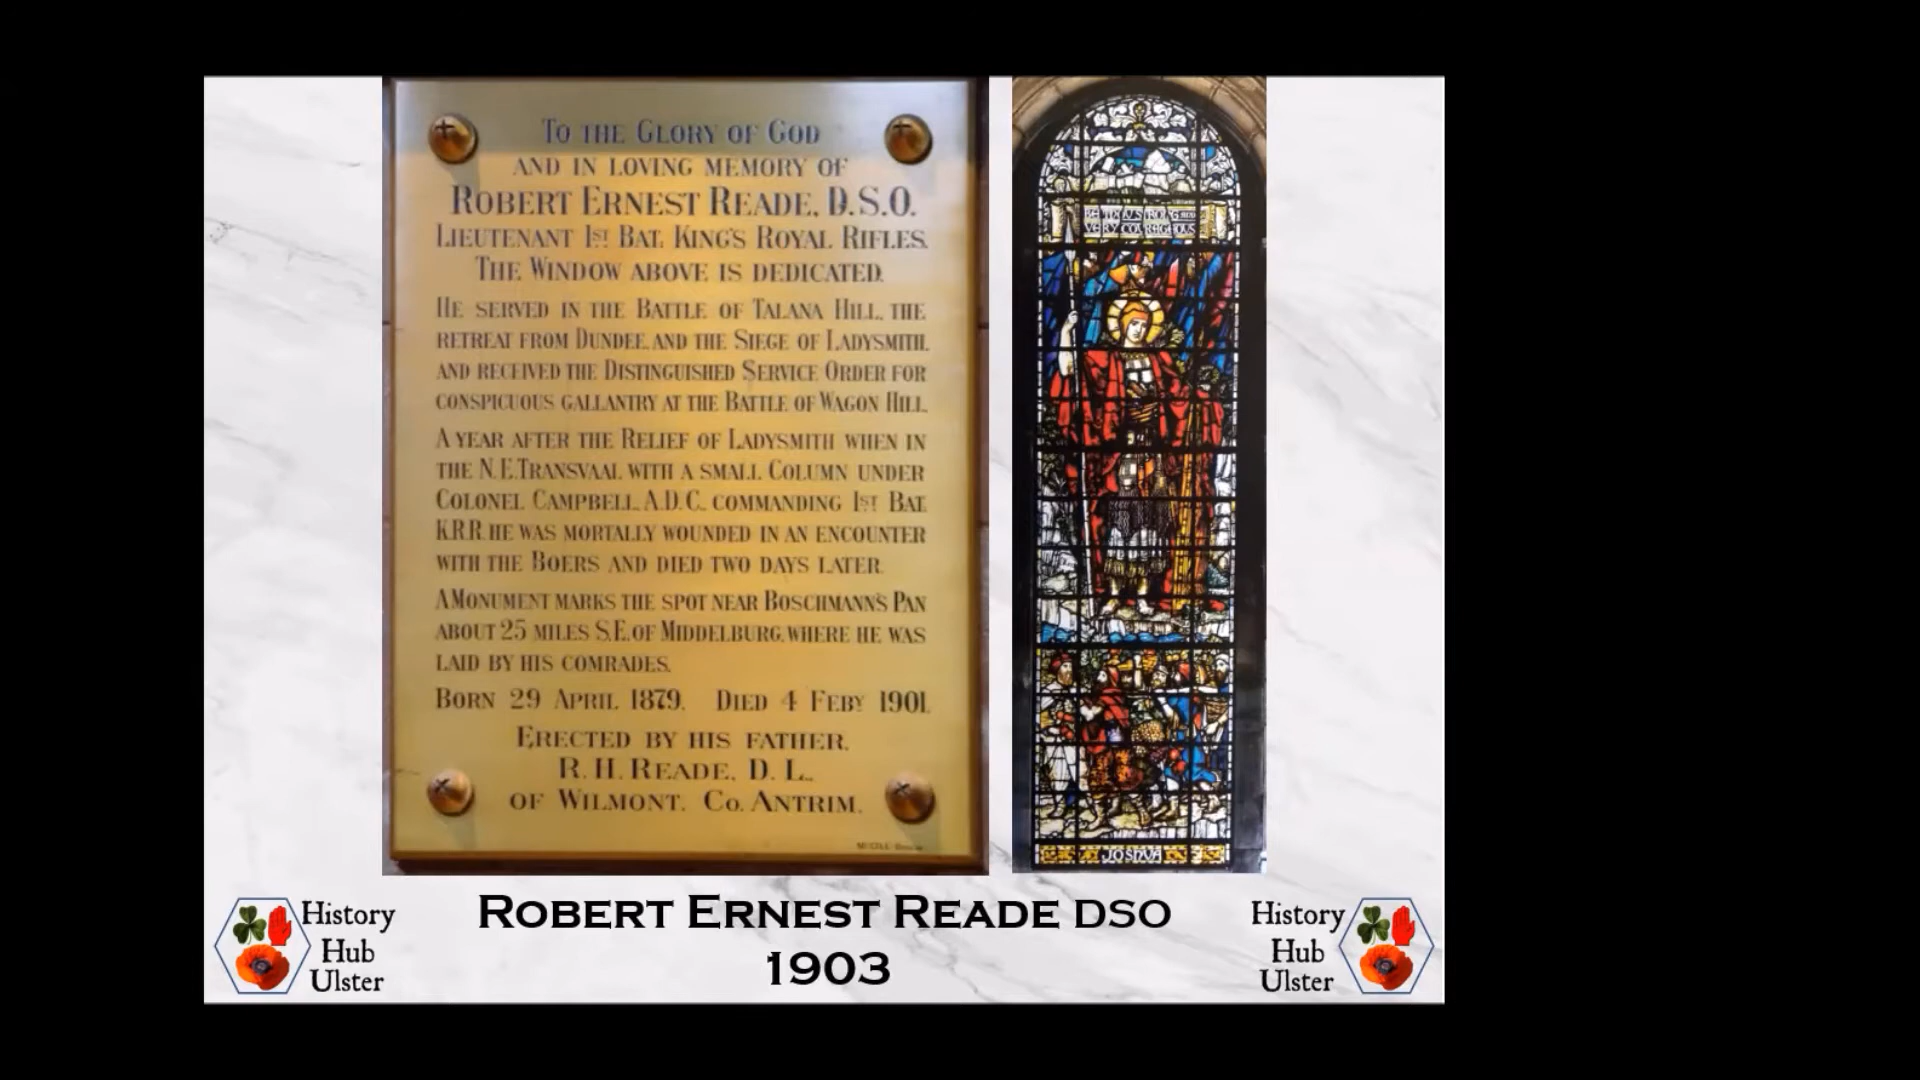 TO THE GLORY OF GOD
AND IN LOVING MEMORY OF
ROBERT ERNEST READE, D.S.O.
LIEUTENANT 1ST BAT. KING'S ROYAL RIFLES.
THE WINDOW ABOVE IS DEDICATED.
HE SERVED IN THE BATTLE OF TALANA HILL, THE
RETREAT FROM DUNDEE, AND THE SIEGE OF LADYSMITH,
AND RECEIVED THE DISTINGUISHED SERVICE ORDER FOR
CONSPICUOUS GALLANTRY AT THE BATTLE OF WAGON HILL.
A YEAR AFTER THE RELIEF OF LADYSMITH WHEN IN
THE N.E. TRANSVAAL WITH A SMALL COLUMN UNDER
COLONEL CAMPBELL, A.D.C., COMMANDING 1ST BAT.
K.R.R. HE WAS MORTALLY WOUNDED IN AN ENCOUNTER
WITH THE BOERS AND DIED TWO DAYS LATER.
A MONUMENT MARKS THE SPOT NEAR BOSCHMANN'S PAN
ABOUT 25 MILES S.E. OF MIDDELBURG, WHERE HE WAS
LAID BY HIS COMRADES.
BORN 29 APRIL 1879. DIED 4 FEBY 1901.
ERECTED BY HIS FATHER,
R. H. READE, D. L.,
OF WILMONT, CO. ANTRIM.
BE THOU STRONG AND
VERY COURAGEOUS
JOSHUA
ROBERT ERNEST READE DSO
1903
History
Hub
Ulster
History
Hub
Ulster